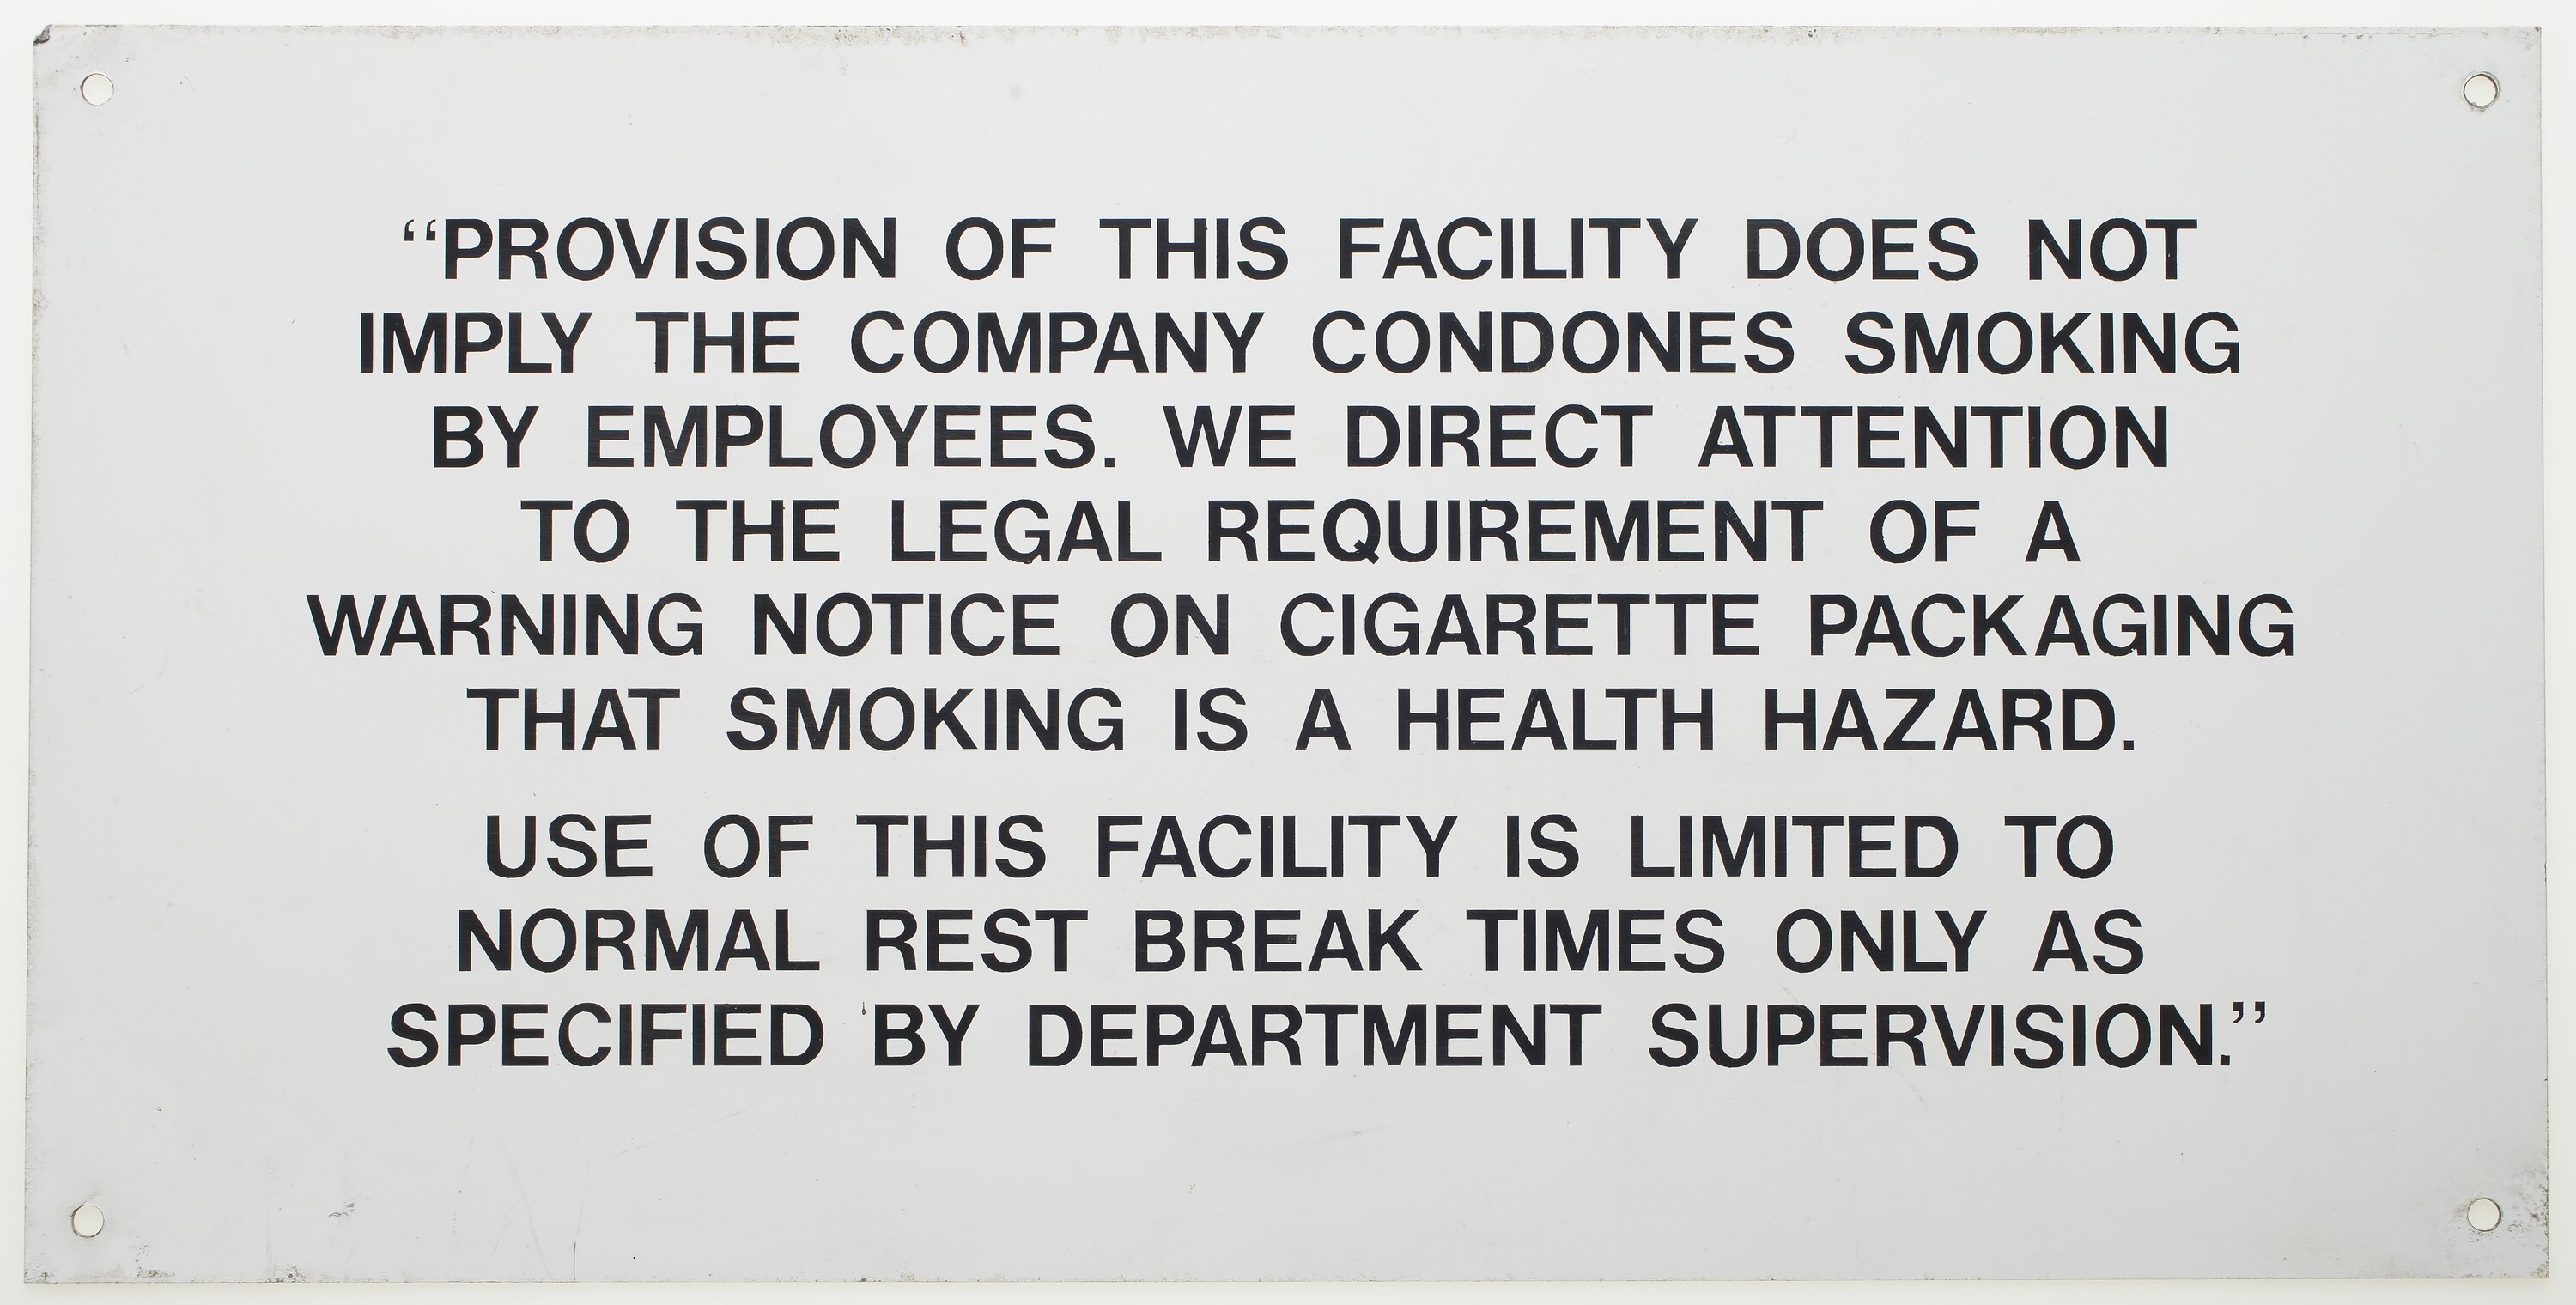 “PROVISION OF THIS FACILITY DOES NOT
IMPLY THE COMPANY CONDONES SMOKING
BY EMPLOYEES. WE DIRECT ATTENTION
TO THE LEGAL REQUIREMENT OF A
WARNING NOTICE ON CIGARETTE PACKAGING
THAT SMOKING IS A HEALTH HAZARD.
USE OF THIS FACILITY IS LIMITED TO
NORMAL REST BREAK TIMES ONLY AS
SPECIFIED BY DEPARTMENT SUPERVISION.”